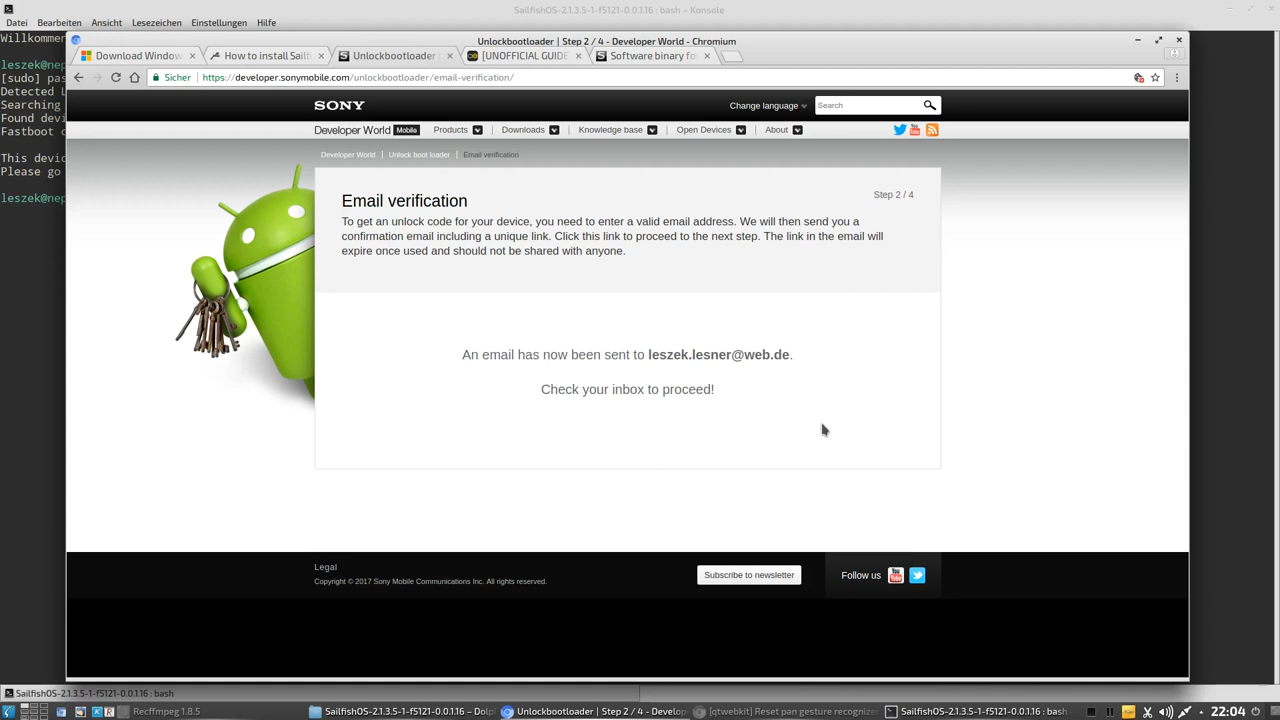 SailfishOS-2.1.3.5-1-f5121-0.0.1.16 : bash – Konsole
Datei Bearbeiten Ansicht Lesezeichen Einstellungen Hilfe
Willkommen
leszek@nep
[sudo] pas
Detected L
Searching
Found devi
Fastboot c
This devic
Please go
leszek@nep
Unlockbootloader | Step 2 / 4 - Developer World - Chromium
Download Window
How to install Sailf
Unlockbootloader
[UNOFFICIAL GUIDE
Software binary fo
Sicher https://developer.sonymobile.com/unlockbootloader/email-verification/
SONY Change language Search
Developer World Mobile Products Downloads Knowledge base Open Devices About
Developer World Unlock boot loader Email verification
Email verification Step 2 / 4
To get an unlock code for your device, you need to enter a valid email address. We will then send you a
confirmation email including a unique link. Click this link to proceed to the next step. The link in the email will
expire once used and should not be shared with anyone.
An email has now been sent to leszek.lesner@web.de.
Check your inbox to proceed!
Legal
Copyright © 2017 Sony Mobile Communications Inc. All rights reserved.
Subscribe to newsletter
Follow us
SailfishOS-2.1.3.5-1-f5121-0.0.1.16 : bash
Recffmpeg 1.8.5
SailfishOS-2.1.3.5-1-f5121-0.0.1.16 – Dolp
Unlockbootloader | Step 2 / 4 - Develop
[qtwebkit] Reset pan gesture recognize
SailfishOS-2.1.3.5-1-f5121-0.0.1.16 : bash
22:04